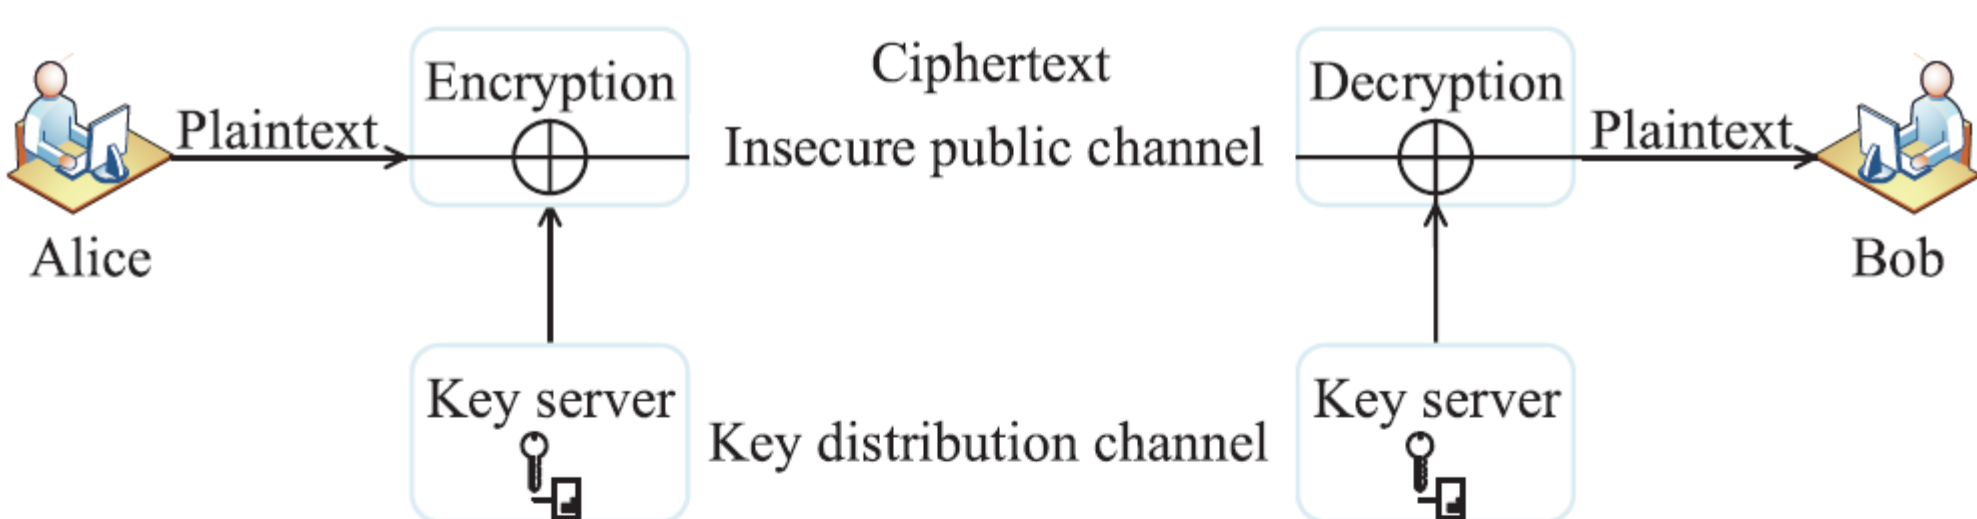 Encryption
Ciphertext
Decryption
Plaintext
Insecure public channel
Plaintext
Alice
Bob
Key server
Key distribution channel
Key server